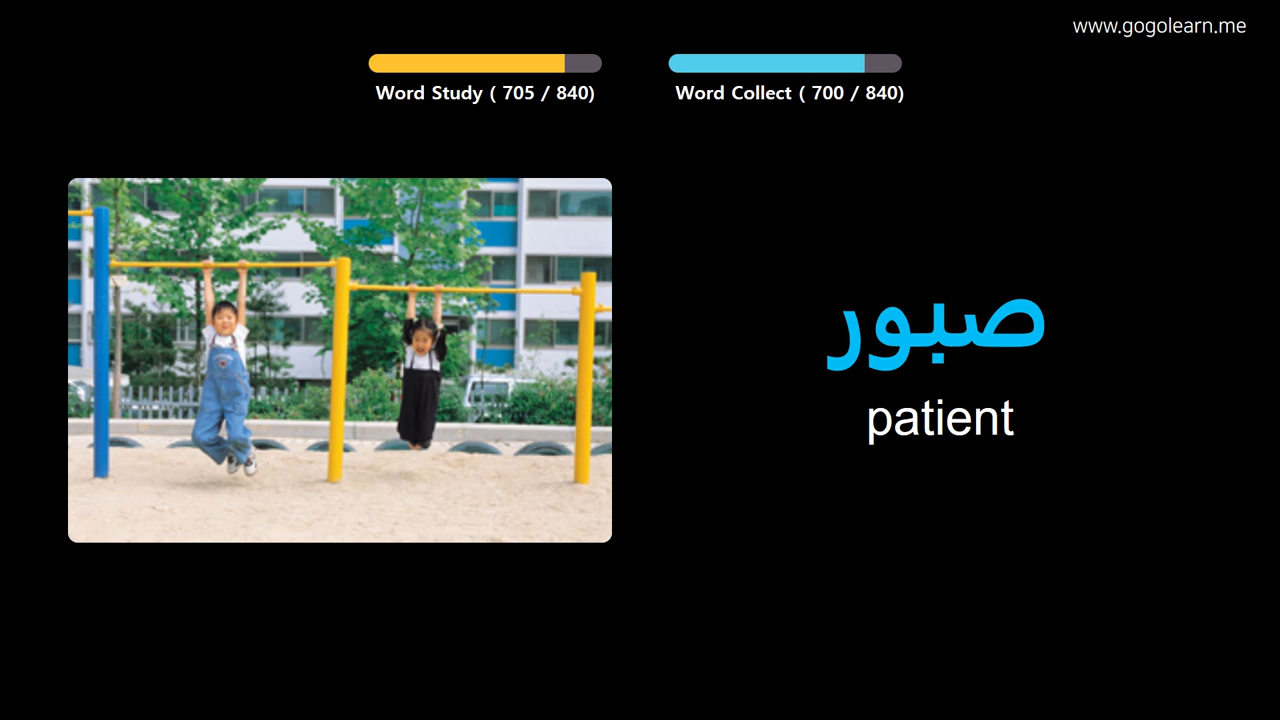 www.gogolearn.me
Word Study ( 705 / 840)
Word Collect ( 700 / 840)
صبور
patient